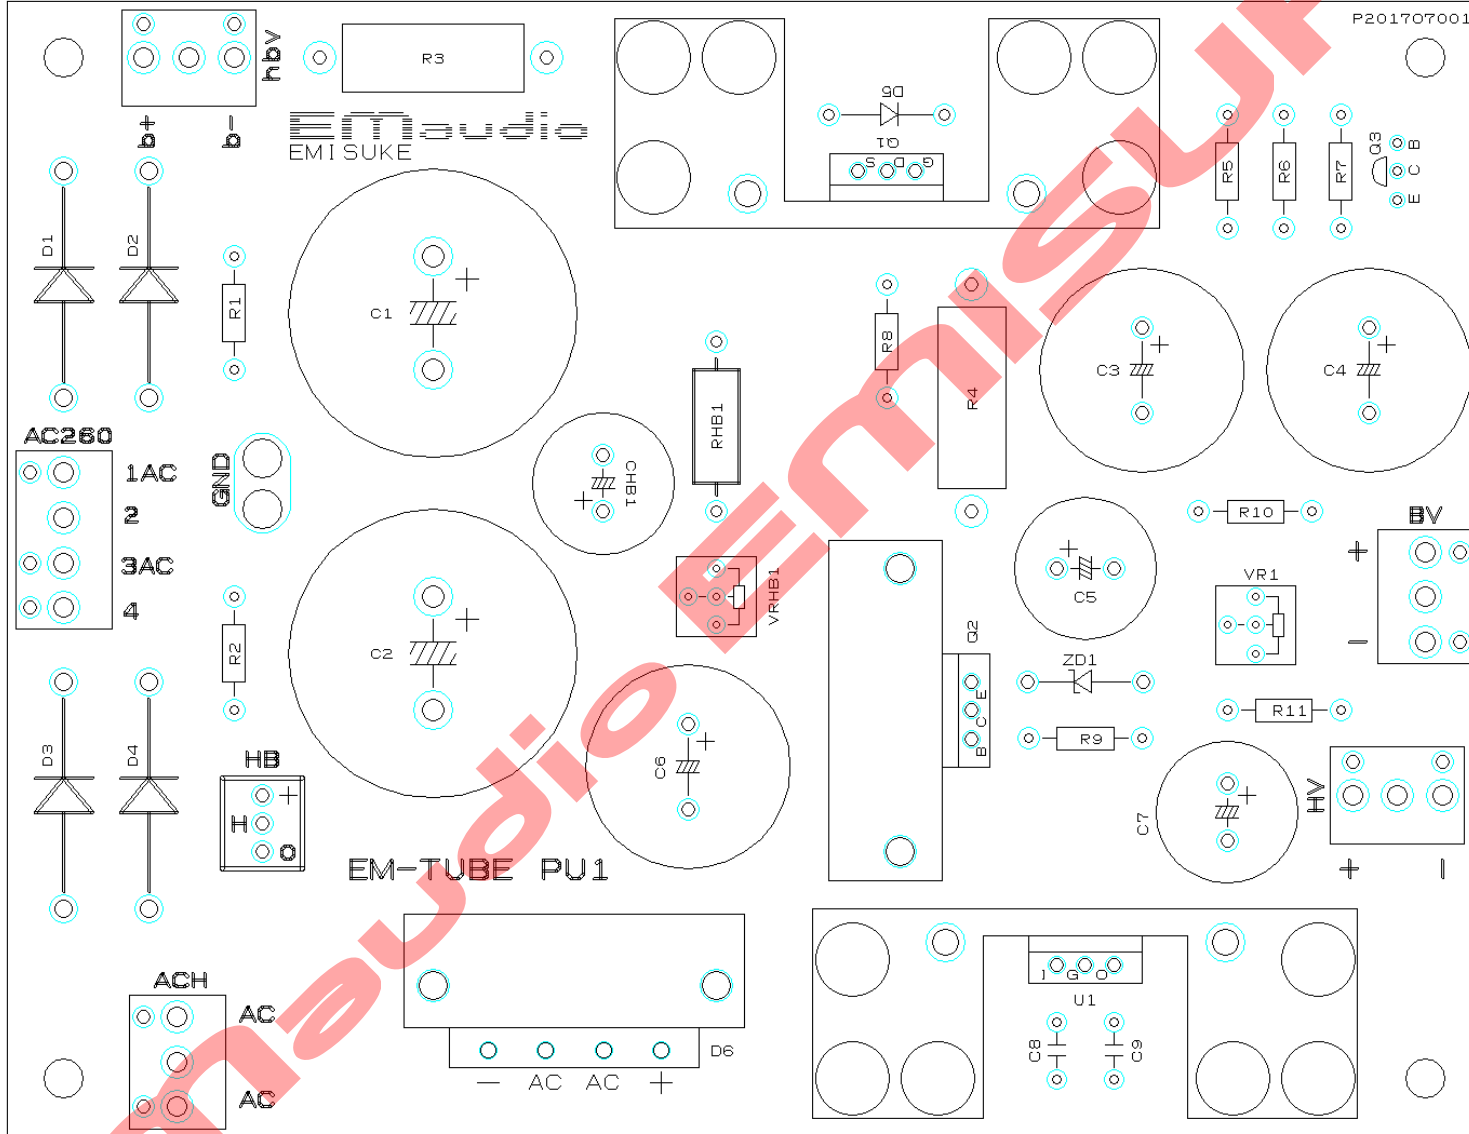 P201707001
hbv
b+
b-
R3
EMaudio
EMISUKE
D5
Q1
S D G
R5
R6
R7
Q3
B
C
E
D1
D2
R1
C1
R8
R4
C3
C4
RHB1
CHB1
AC260
1AC
2
3AC
4
GND
R10
BV
+
-
VRHB1
C5
VR1
Q2
E
C
B
ZD1
R2
C2
R9
R11
C6
D3
D4
HB
+
H
O
C7
HV
+
-
EM-TUBE PU1
ACH
AC
AC
D6
- AC AC +
I G O
U1
C8
C9
Emaudio EmiSUK